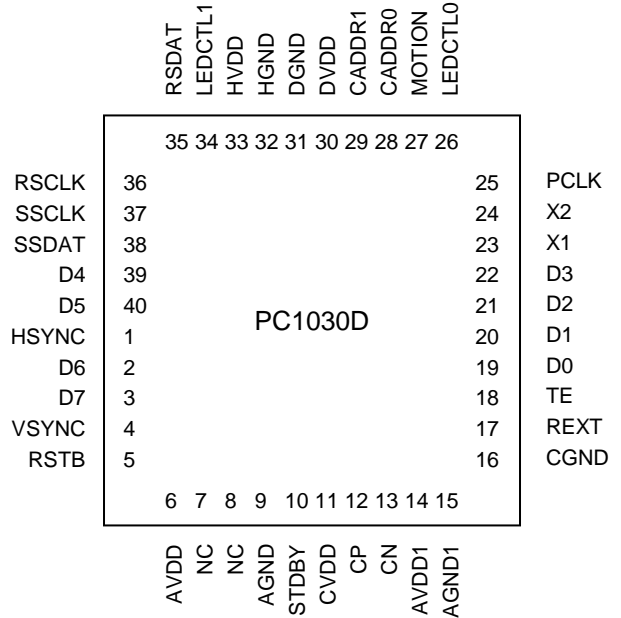 RSDAT LEDCTL1 HVDD HGND DGND DVDD CADDR1 CADDR0 MOTION LEDCTL0
35 34 33 32 31 30 29 28 27 26
RSCLK 36 25 PCLK
SSCLK 37 24 X2
SSDAT 38 23 X1
D4 39 22 D3
D5 40 21 D2
PC1030D
HSYNC 1 20 D1
D6 2 19 D0
D7 3 18 TE
VSYNC 4 17 REXT
RSTB 5 16 CGND
6 7 8 9 10 11 12 13 14 15
AVDD NC NC AGND STDBY CVDD CP CN AVDD1 AGND1